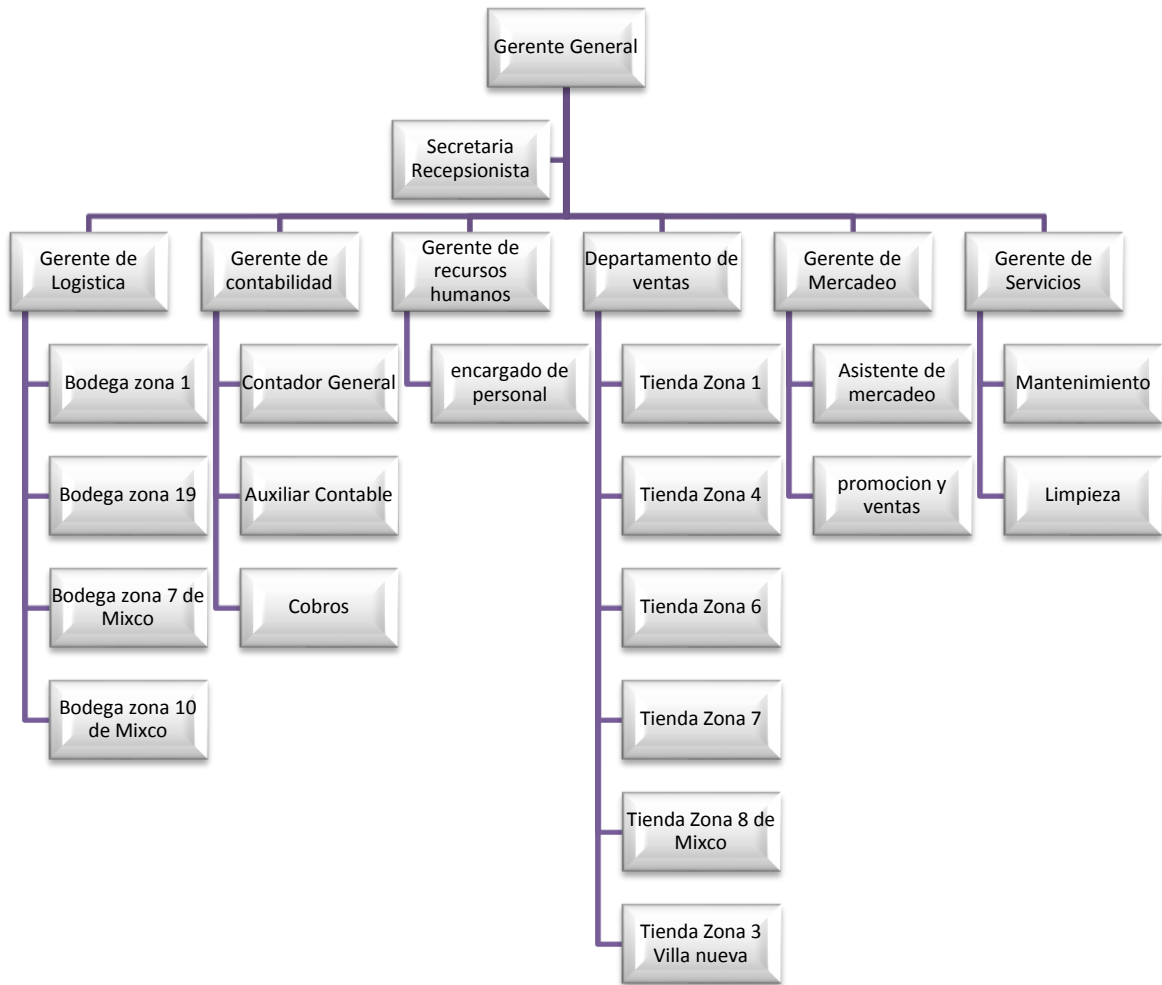 Gerente General
Secretaria
Recepsionista
Gerente de
Logistica
Bodega zona 1
Bodega zona 19
Bodega zona 7 de
Mixco
Bodega zona 10
de Mixco
Gerente de
contabilidad
Contador General
Auxiliar Contable
Cobros
Gerente de
recursos
humanos
encargado de
personal
Departamento de
ventas
Tienda Zona 1
Tienda Zona 4
Tienda Zona 6
Tienda Zona 7
Tienda Zona 8 de
Mixco
Tienda Zona 3
Villa nueva
Gerente de
Mercadeo
Asistente de
mercadeo
promocion y
ventas
Gerente de
Servicios
Mantenimiento
Limpieza